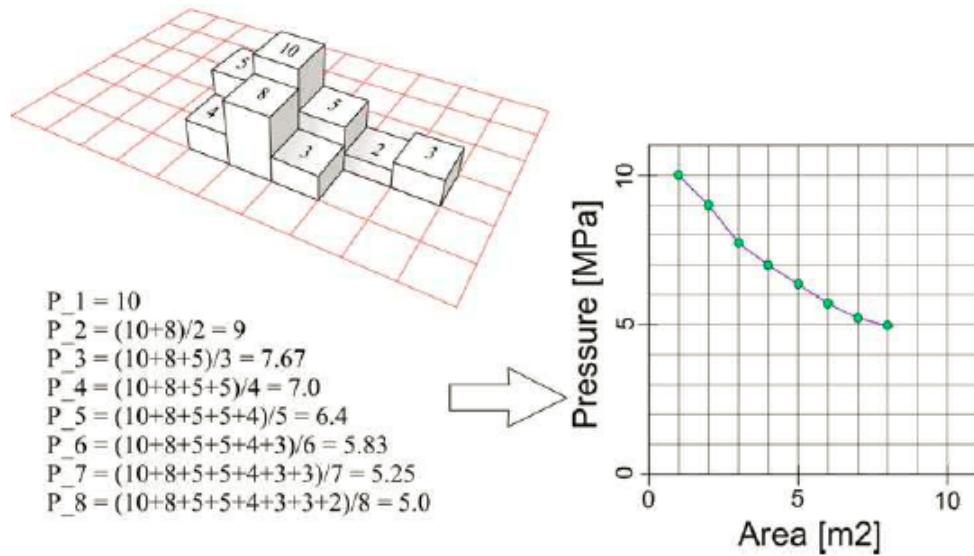 10
5
8
5
4
3
2
3
P_1 = 10
P_2 = (10+8)/2 = 9
P_3 = (10+8+5)/3 = 7.67
P_4 = (10+8+5+5)/4 = 7.0
P_5 = (10+8+5+5+4)/5 = 6.4
P_6 = (10+8+5+5+4+3)/6 = 5.83
P_7 = (10+8+5+5+4+3+3)/7 = 5.25
P_8 = (10+8+5+5+4+3+3+2)/8 = 5.0
Pressure [MPa]
10
5
0
0 5 10
Area [m2]